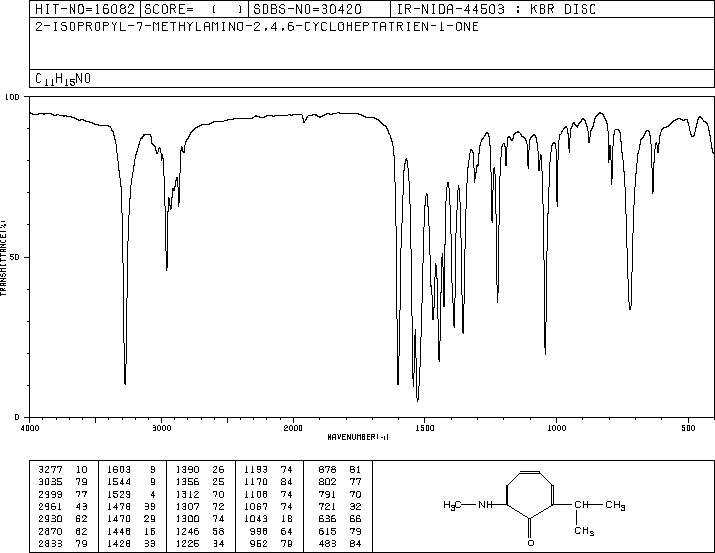 HIT-NO=16082 SCORE= ( ) SDBS-NO=30420 IR-NIDA-44503 : KBR DISC
2-ISOPROPYL-7-METHYLAMINO-2,4,6-CYCLOHEPTATRIEN-1-ONE
C11H15NO
100
50
0
TRANSMITTANCE(%)
4000 3000 2000 1500 1000 500
WAVENUMBER(-1)
3277 10 1603 9 1390 26 1193 74 878 81
3035 79 1544 9 1356 25 1170 84 802 77
2999 77 1529 4 1312 70 1108 74 791 70
2961 43 1478 39 1307 72 1067 74 721 32
2930 62 1470 29 1300 74 1043 18 636 66
2870 62 1448 16 1246 58 998 64 615 79
2833 79 1428 33 1225 34 952 79 483 84
H3C NH CH CH3
CH3
O